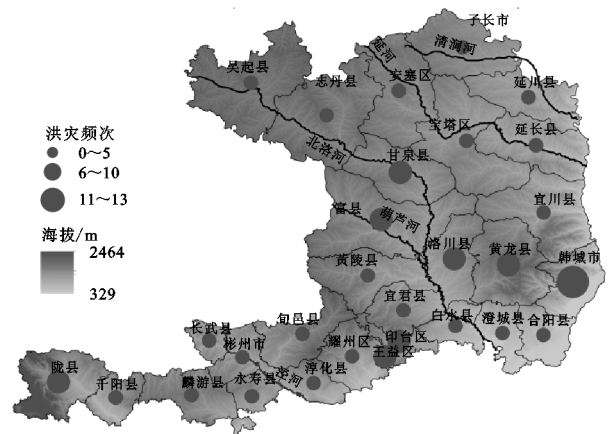 子长市
清涧河
延河
吴起县
志丹县
安塞区
延川县
洪灾频次
0～5
6～10
11～13
宝塔区
延长县
北洛河
甘泉县
宜川县
富县
葫芦河
海拔/m
2464
329
洛川县
黄龙县
韩城市
黄陵县
宜君县
白水县
澄城县
合阳县
长武县
旬邑县
彬州市
耀州区
印台区
王益区
陇县
千阳县
麟游县
永寿县
泾河
淳化县